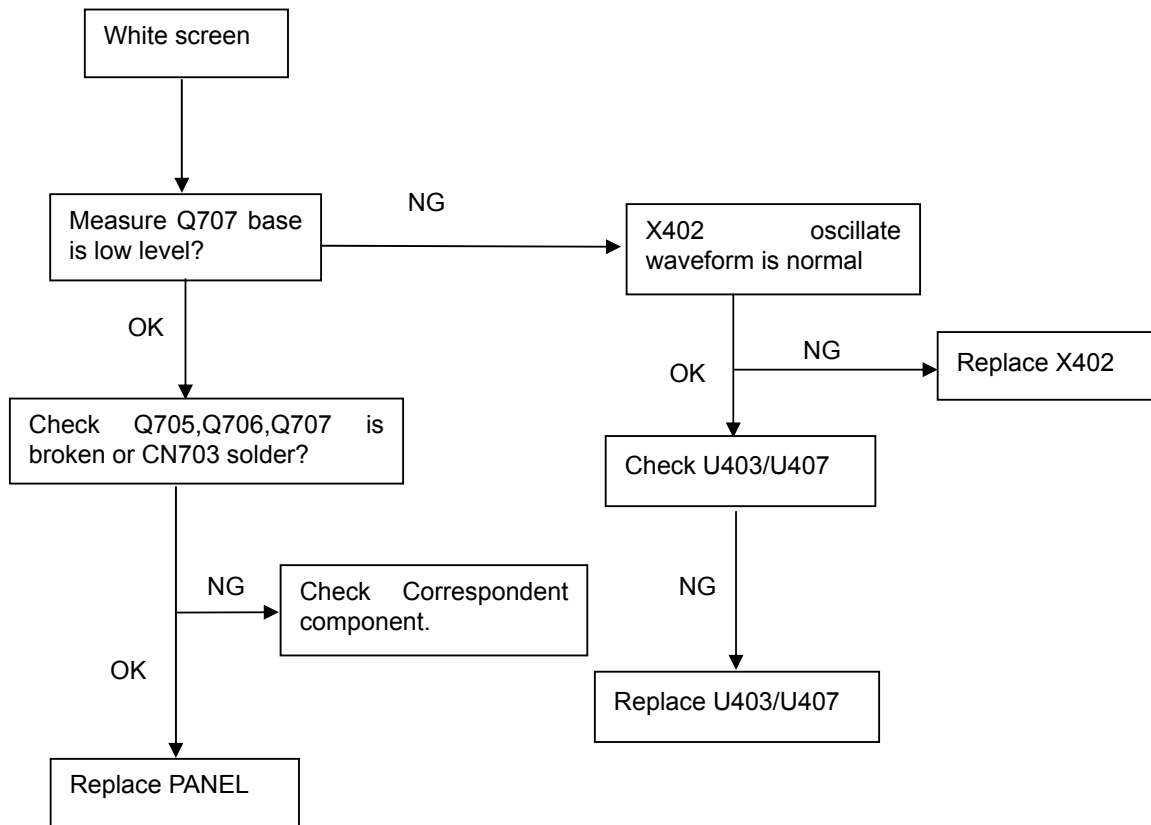 White screen
Measure Q707 base
is low level?
NG
X402 oscillate
waveform is normal
OK
NG
Replace X402
OK
Check Q705,Q706,Q707 is
broken or CN703 solder?
Check U403/U407
NG
Check Correspondent
component.
NG
OK
Replace U403/U407
Replace PANEL